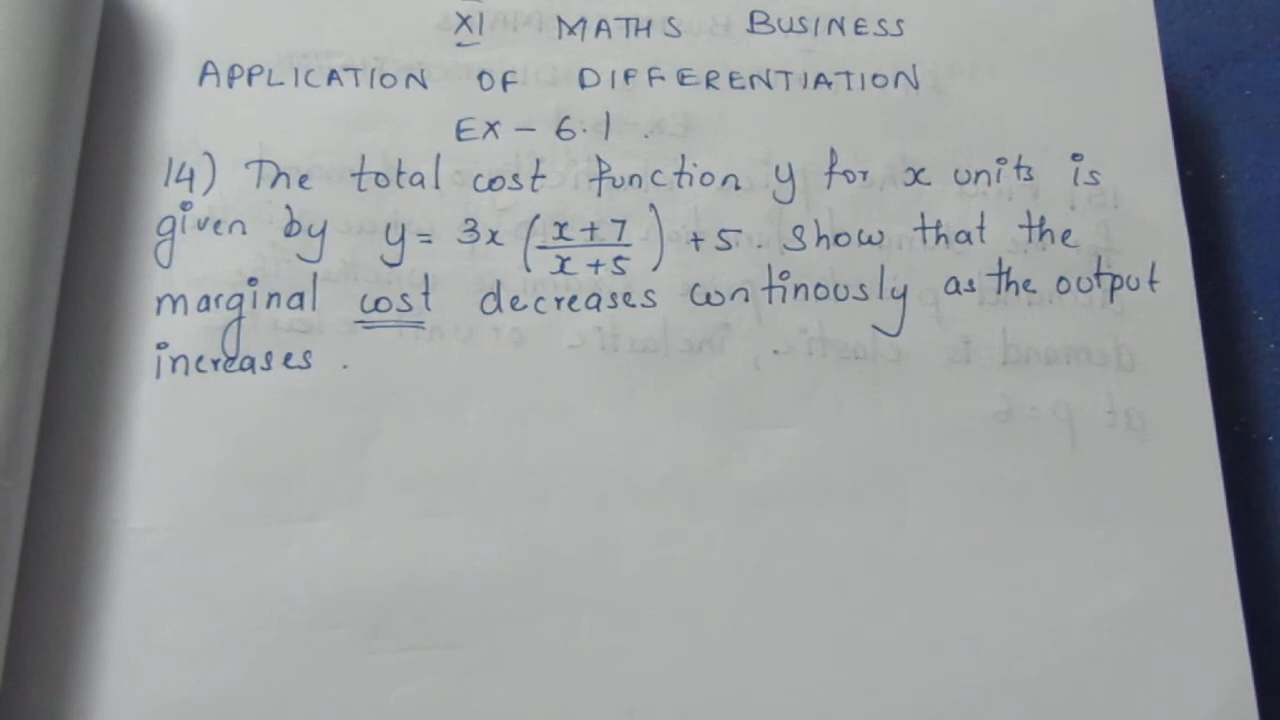 XI MATHS BUSINESS
APPLICATION OF DIFFERENTIATION
EX - 6.1.
14) The total cost function y for x units is
given by y = 3x (x+7/x+5) + 5. show that the
marginal cost decreases continously as the output
increases.